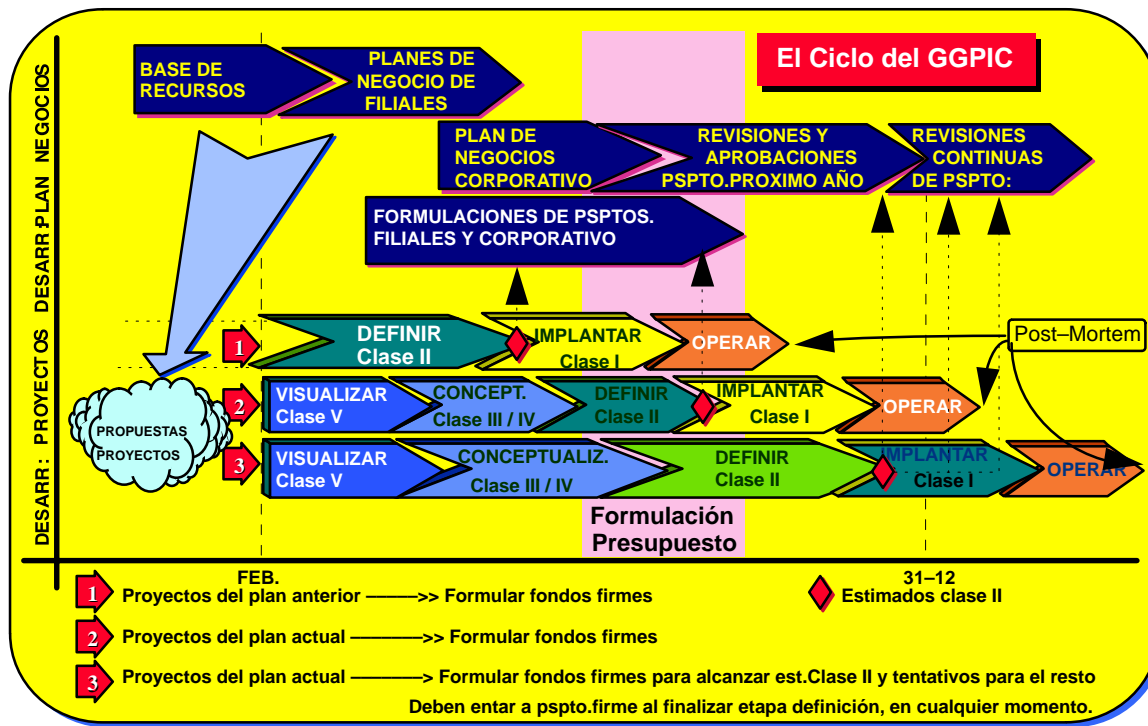 El Ciclo del GGPIC
BASE DE
RECURSOS
PLANES DE
NEGOCIO DE
FILIALES
PLAN DE
NEGOCIOS
CORPORATIVO
REVISIONES Y
APROBACIONES
PSPTO.PROXIMO AÑO
REVISIONES
CONTINUAS
DE PSPTO:
FORMULACIONES DE PSPTOS.
FILIALES Y CORPORATIVO
DESARR: PROYECTOS DESARR:PLAN NEGOCIOS
1
DEFINIR
Clase II
IMPLANTAR
Clase I
OPERAR
Post–Mortem
PROPUESTAS
PROYECTOS
2
VISUALIZAR
Clase V
CONCEPT.
Clase III / IV
DEFINIR
Clase II
IMPLANTAR
Clase I
OPERAR
3
VISUALIZAR
Clase V
CONCEPTUALIZ.
Clase III / IV
DEFINIR
Clase II
IMPLANTAR
Clase I
OPERAR
Formulación
Presupuesto
FEB.
31–12
1 Proyectos del plan anterior –———>> Formular fondos firmes
Estimados clase II
2 Proyectos del plan actual ————–>> Formular fondos firmes
3 Proyectos del plan actual ————–> Formular fondos firmes para alcanzar est.Clase II y tentativos para el resto
Deben entar a pspto.firme al finalizar etapa definición, en cualquier momento.